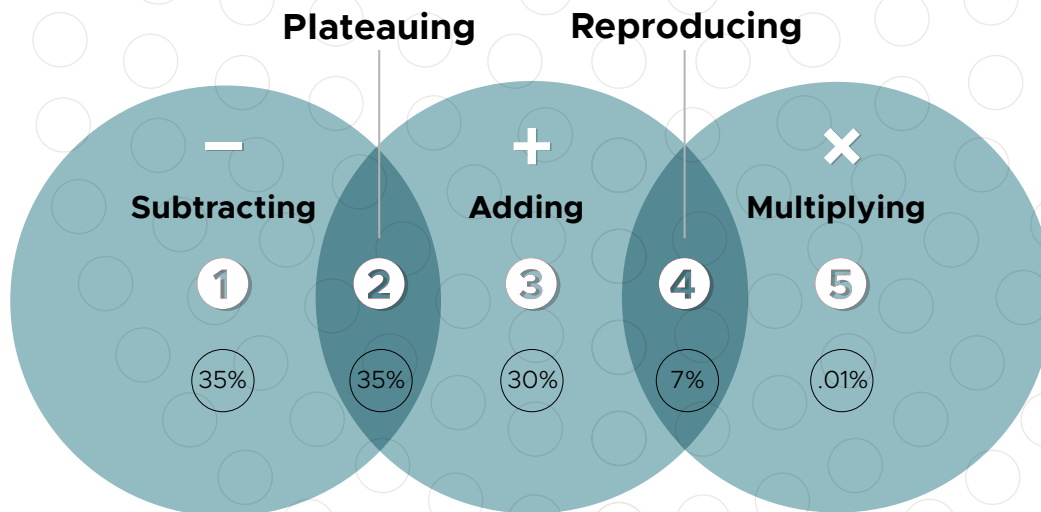 Plateauing Reproducing
− + ×
Subtracting Adding Multiplying
1 2 3 4 5
35% 35% 30% 7% .01%